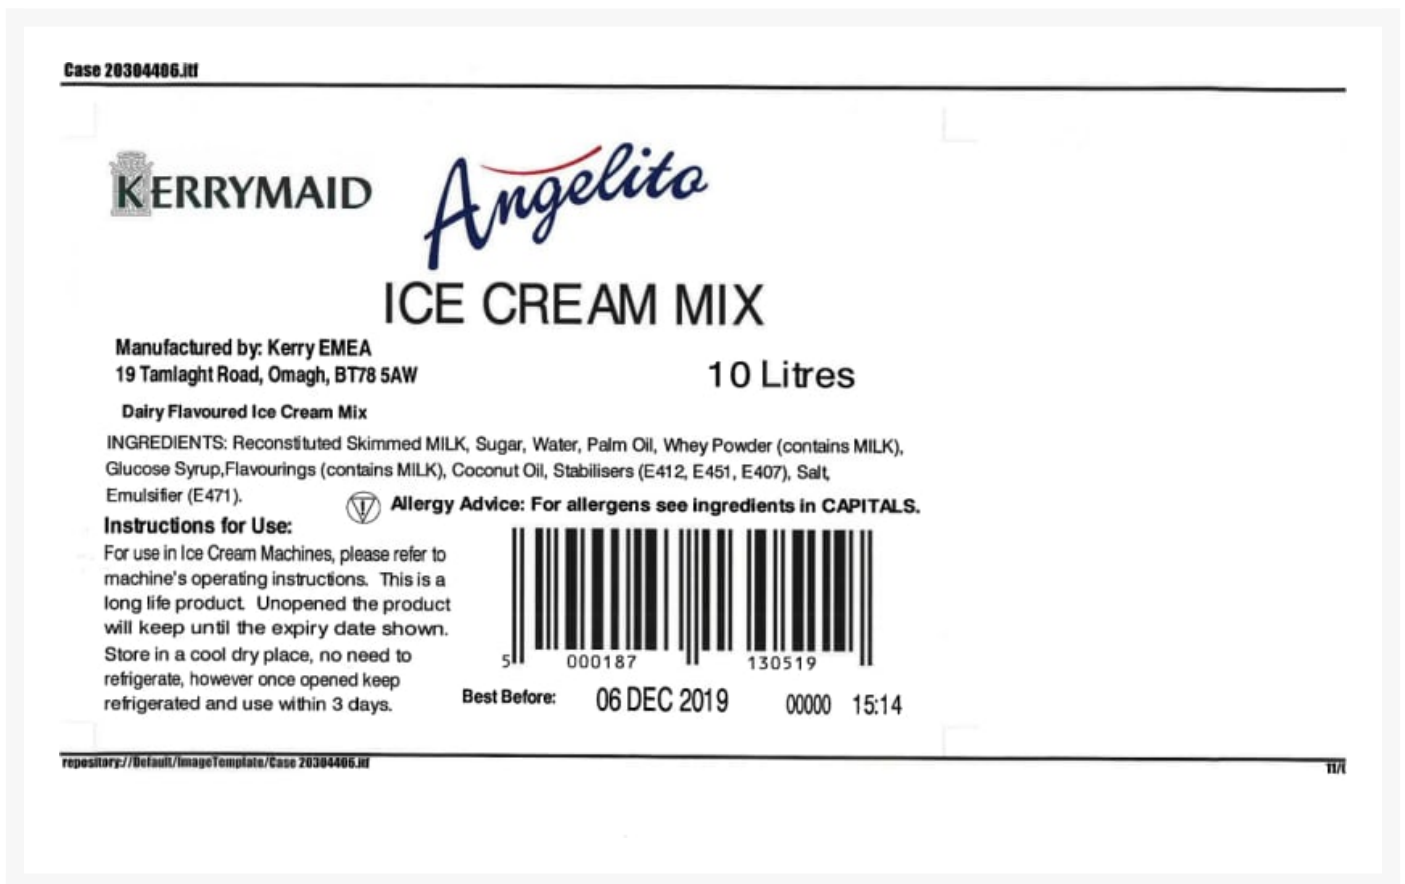 Case 20304406.itf
KERRYMAID
Angelito
ICE CREAM MIX
Manufactured by: Kerry EMEA
19 Tamlaght Road, Omagh, BT78 5AW
10 Litres
Dairy Flavoured Ice Cream Mix
INGREDIENTS: Reconstituted Skimmed MILK, Sugar, Water, Palm Oil, Whey Powder (contains MILK),
Glucose Syrup,Flavourings (contains MILK), Coconut Oil, Stabilisers (E412, E451, E407), Salt,
Emulsifier (E471).
Allergy Advice: For allergens see ingredients in CAPITALS.
Instructions for Use:
For use in Ice Cream Machines, please refer to
machine's operating instructions. This is a
long life product. Unopened the product
will keep until the expiry date shown.
Store in a cool dry place, no need to
refrigerate, however once opened keep
refrigerated and use within 3 days.
5 000187 130519
Best Before: 06 DEC 2019 00000 15:14
repository://Default/ImageTemplate/Case 20304406.itf